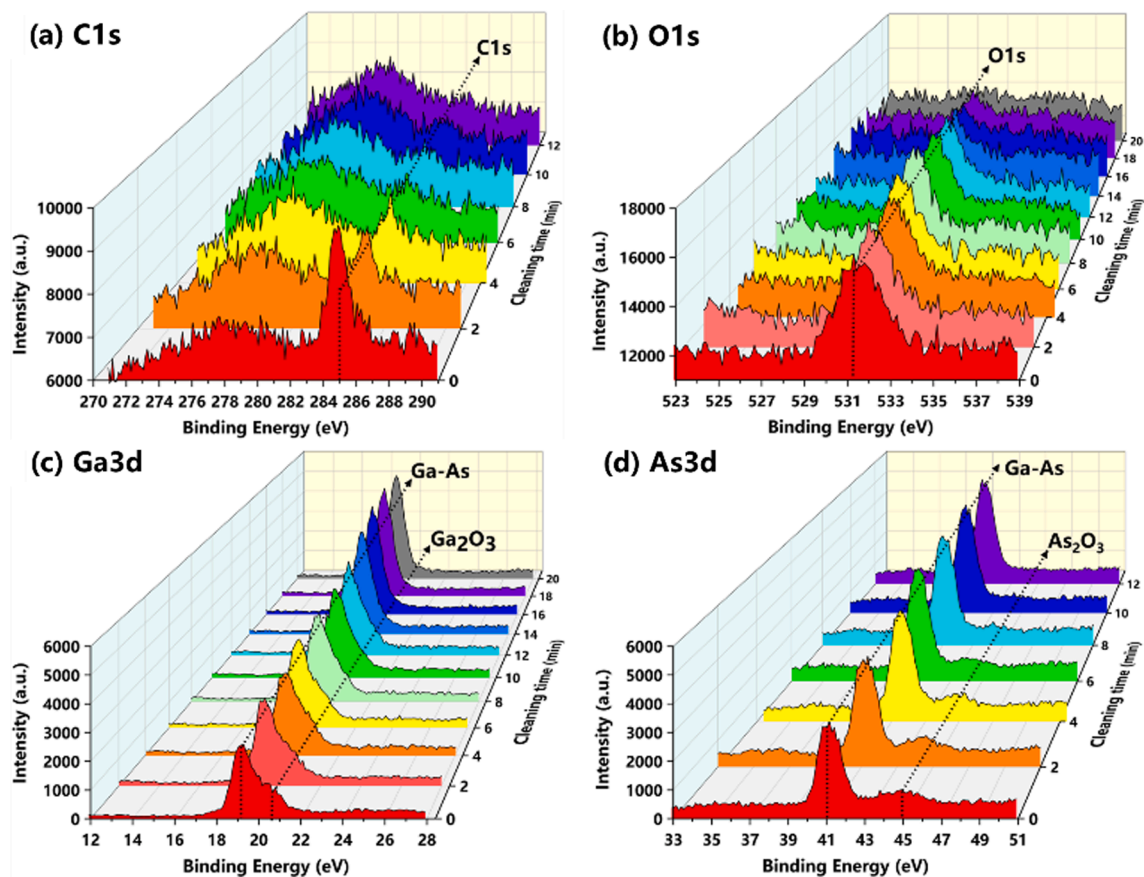 (a) C1s
C1s
10000
9000
8000
7000
6000
Intensity (a.u.)
270 272 274 276 278 280 282 284 286 288 290
Binding Energy (eV)
0 2 4 6 8 10 12
Cleaning time (min)
(b) O1s
O1s
18000
16000
14000
12000
Intensity (a.u.)
523 525 527 529 531 533 535 537 539
Binding Energy (eV)
0 2 4 6 8 10 12 14 16 18 20
Cleaning time (min)
(c) Ga3d
Ga-As
Ga2O3
6000
5000
4000
3000
2000
1000
0
Intensity (a.u.)
12 14 16 18 20 22 24 26 28
Binding Energy (eV)
0 2 4 6 8 10 12 14 16 20
Cleaning time (min)
(d) As3d
Ga-As
As2O3
6000
5000
4000
3000
2000
1000
0
Intensity (a.u.)
33 35 37 39 41 43 45 47 49 51
Binding Energy (eV)
0 2 4 6 8 10 12
Cleaning time (min)